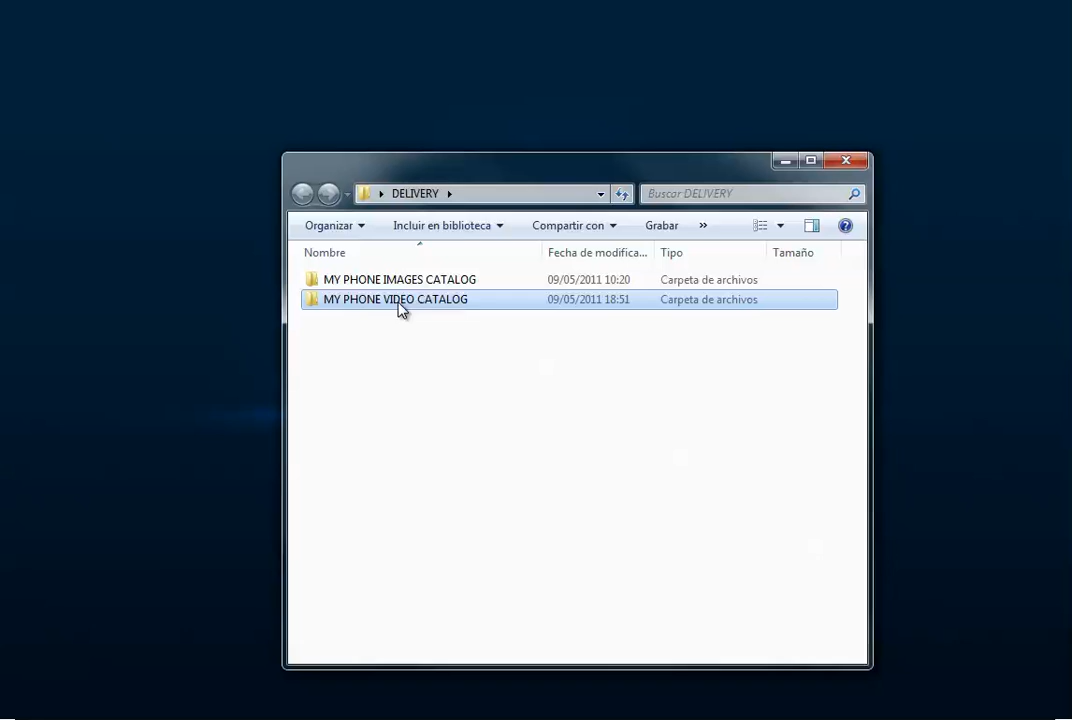 DELIVERY
Buscar DELIVERY
Organizar Incluir en biblioteca Compartir con Grabar »
Nombre Fecha de modifica... Tipo Tamaño
MY PHONE IMAGES CATALOG 09/05/2011 10:20 Carpeta de archivos
MY PHONE VIDEO CATALOG 09/05/2011 18:51 Carpeta de archivos